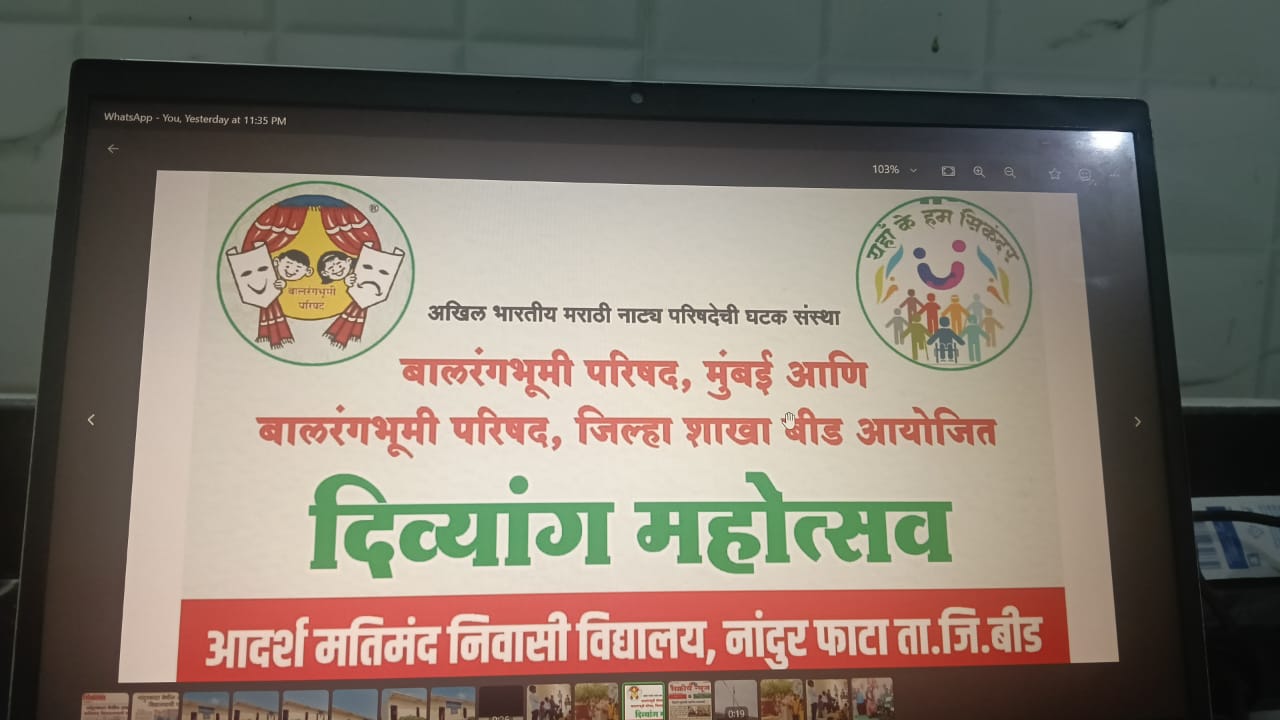 WhatsApp - You, Yesterday at 11:35 PM
103%
बालरंगभूमी
परिषद
®
यहाँ के हम सिकंदर
अखिल भारतीय मराठी नाट्य परिषदेची घटक संस्था
बालरंगभूमी परिषद, मुंबई आणि
बालरंगभूमी परिषद, जिल्हा शाखा बीड आयोजित
दिव्यांग महोत्सव
आदर्श मतिमंद निवासी विद्यालय, नांदुर फाटा ता.जि.बीड
0:19